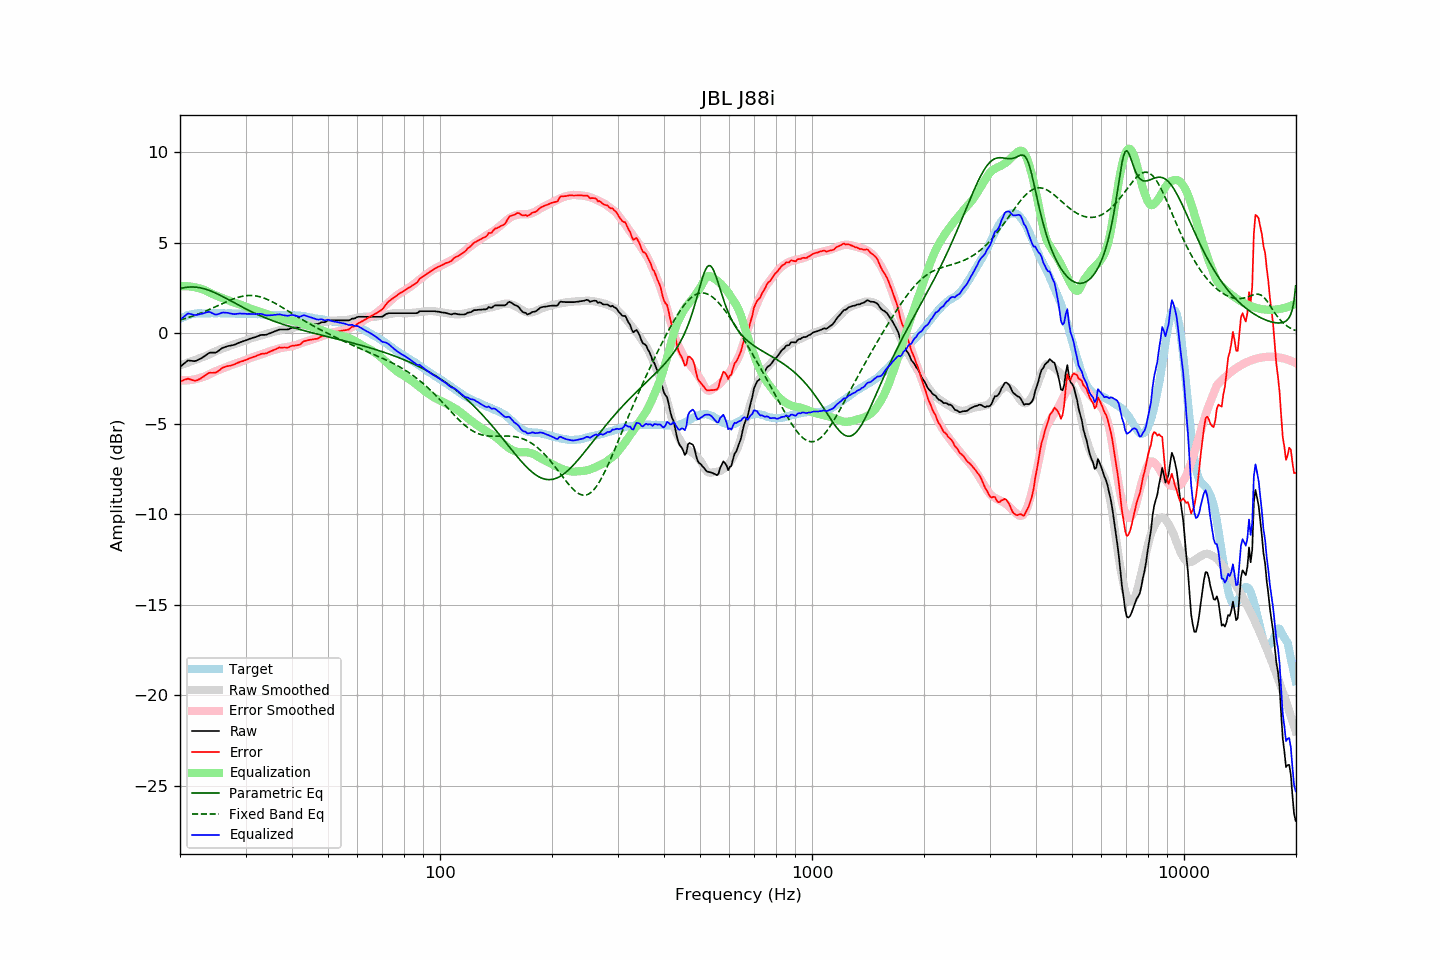 JBL J88i
10
5
0
−5
−10
−15
−20
−25
Amplitude (dBr)
Target
Raw Smoothed
Error Smoothed
Raw
Error
Equalization
Parametric Eq
Fixed Band Eq
Equalized
100
1000
10000
Frequency (Hz)